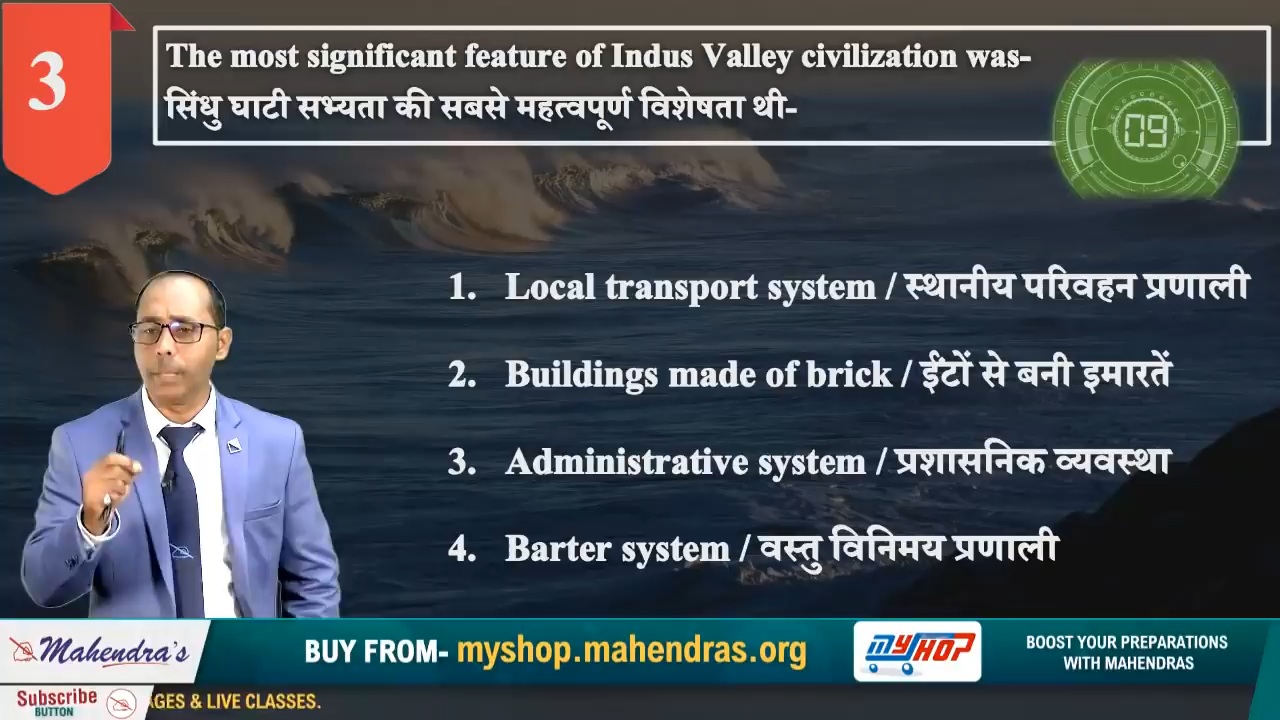 3
The most significant feature of Indus Valley civilization was-
सिंधु घाटी सभ्यता की सबसे महत्वपूर्ण विशेषता थी-
09
1. Local transport system / स्थानीय परिवहन प्रणाली
2. Buildings made of brick / ईंटों से बनी इमारतें
3. Administrative system / प्रशासनिक व्यवस्था
4. Barter system / वस्तु विनिमय प्रणाली
Mahendra's
BUY FROM- myshop.mahendras.org
MY SHOP
BOOST YOUR PREPARATIONS
WITH MAHENDRAS
Subscribe
BUTTON
AGES & LIVE CLASSES.